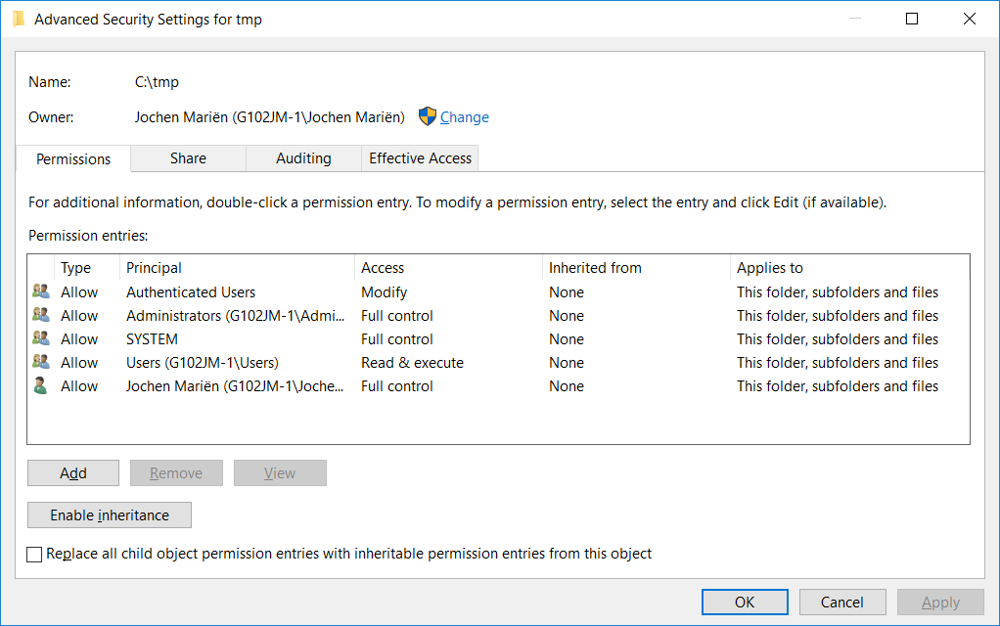 Advanced Security Settings for tmp
Name: C:\tmp
Owner: Jochen Mariën (G102JM-1\Jochen Mariën) Change
Permissions Share Auditing Effective Access
For additional information, double-click a permission entry. To modify a permission entry, select the entry and click Edit (if available).
Permission entries:
Type Principal Access Inherited from Applies to
Allow Authenticated Users Modify None This folder, subfolders and files
Allow Administrators (G102JM-1\Admi... Full control None This folder, subfolders and files
Allow SYSTEM Full control None This folder, subfolders and files
Allow Users (G102JM-1\Users) Read & execute None This folder, subfolders and files
Allow Jochen Mariën (G102JM-1\Joche... Full control None This folder, subfolders and files
Add Remove View
Enable inheritance
Replace all child object permission entries with inheritable permission entries from this object
OK Cancel Apply